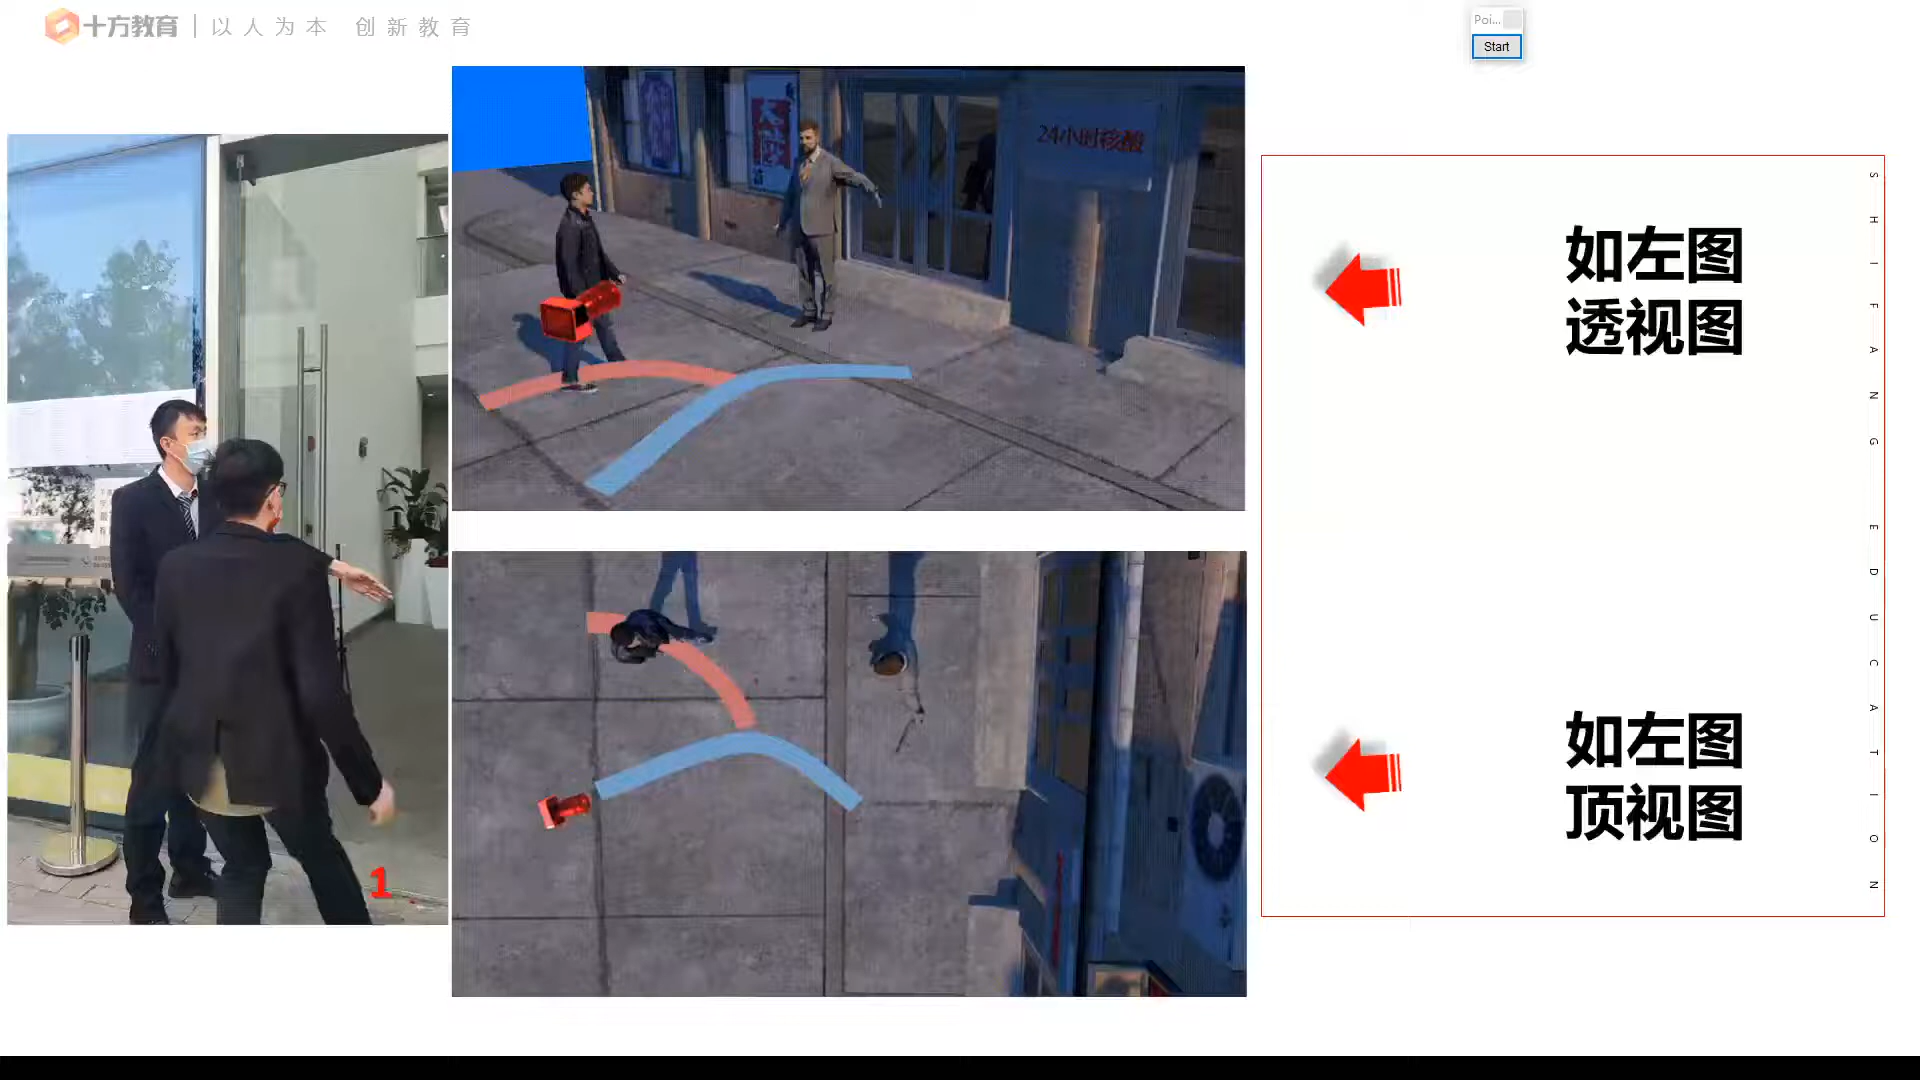 十方教育 | 以人为本 创新教育
Poi...
Start
24小时核酸
1
如左图
透视图
如左图
顶视图
SHIFANG EDUCATION